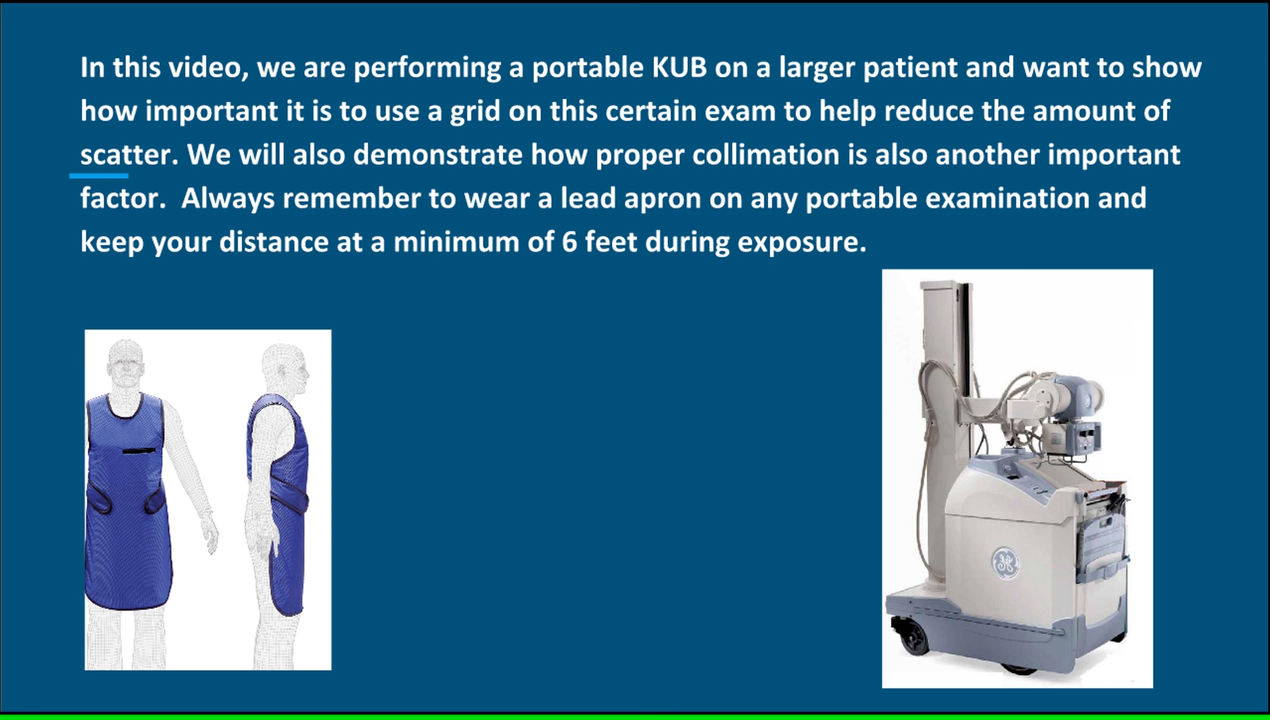 In this video, we are performing a portable KUB on a larger patient and want to show
how important it is to use a grid on this certain exam to help reduce the amount of
scatter. We will also demonstrate how proper collimation is also another important
factor.  Always remember to wear a lead apron on any portable examination and
keep your distance at a minimum of 6 feet during exposure.